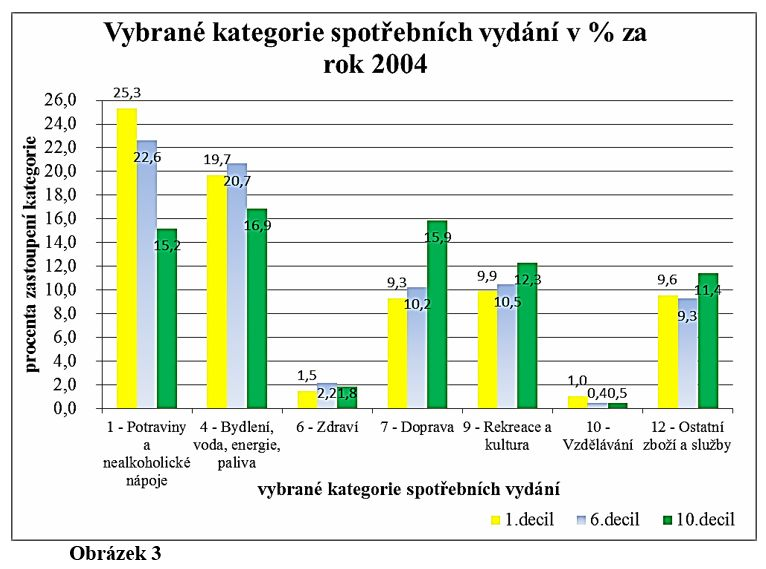 Vybrané kategorie spotřebních vydání v % za
rok 2004
procenta zastoupení kategorie
26,0
24,0
22,0
20,0
18,0
16,0
14,0
12,0
10,0
8,0
6,0
4,0
2,0
0,0
25,3
22,6
15,2
19,7
20,7
16,9
1,5
2,2
1,8
9,3
10,2
15,9
9,9
10,5
12,3
1,0
0,4
0,5
9,6
9,3
11,4
1 - Potraviny
a
nealkoholické
nápoje
4 - Bydlení,
voda, energie,
paliva
6 - Zdraví
7 - Doprava
9 - Rekreace a
kultura
10 -
Vzdělávání
12 - Ostatní
zboží a služby
vybrané kategorie spotřebních vydání
1.decil
6.decil
10.decil
Obrázek 3